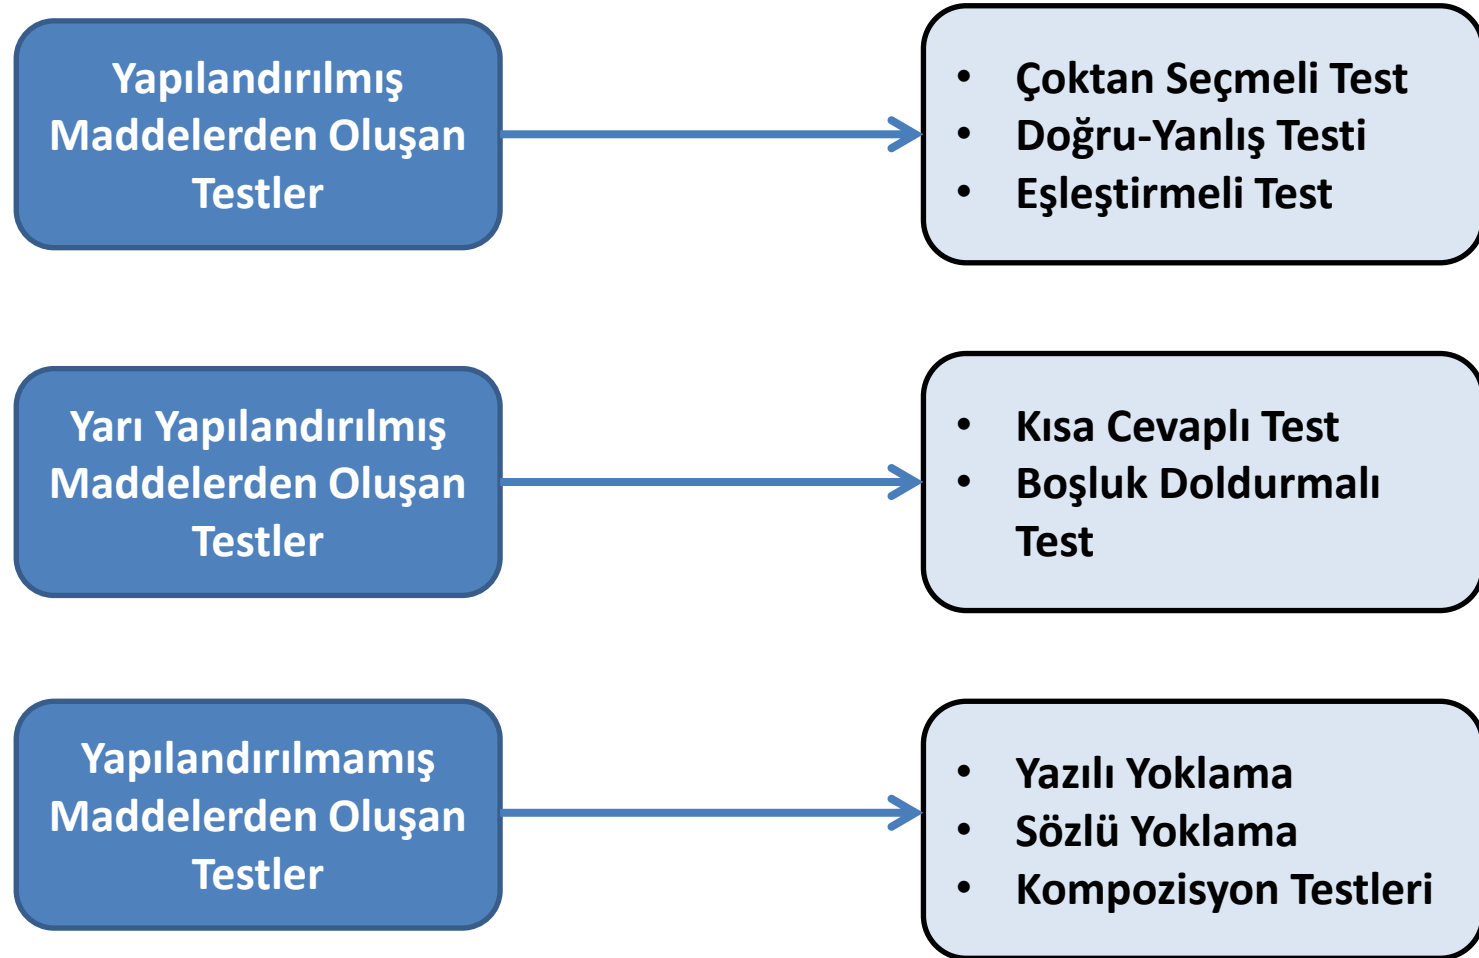 Yapılandırılmış
Maddelerden Oluşan
Testler
• Çoktan Seçmeli Test
• Doğru-Yanlış Testi
• Eşleştirmeli Test
Yarı Yapılandırılmış
Maddelerden Oluşan
Testler
• Kısa Cevaplı Test
• Boşluk Doldurmalı
Test
Yapılandırılmamış
Maddelerden Oluşan
Testler
• Yazılı Yoklama
• Sözlü Yoklama
• Kompozisyon Testleri